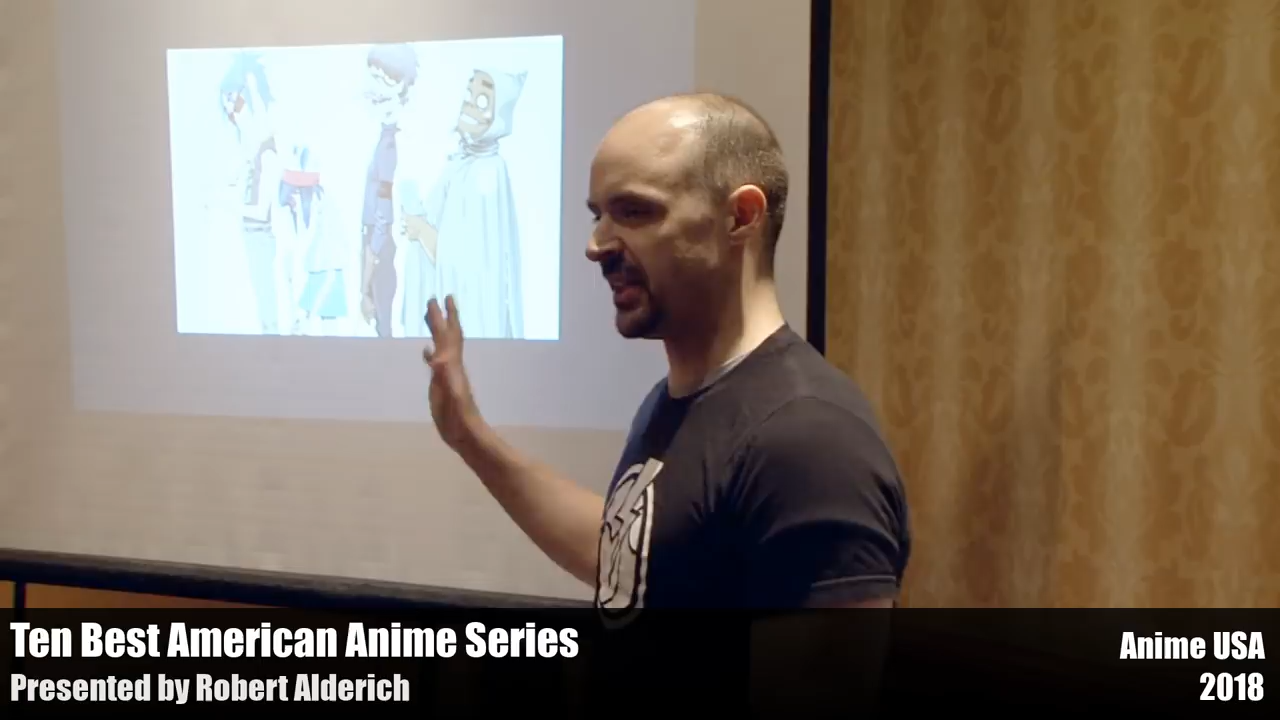 Ten Best American Anime Series
Presented by Robert Alderich
Anime USA
2018